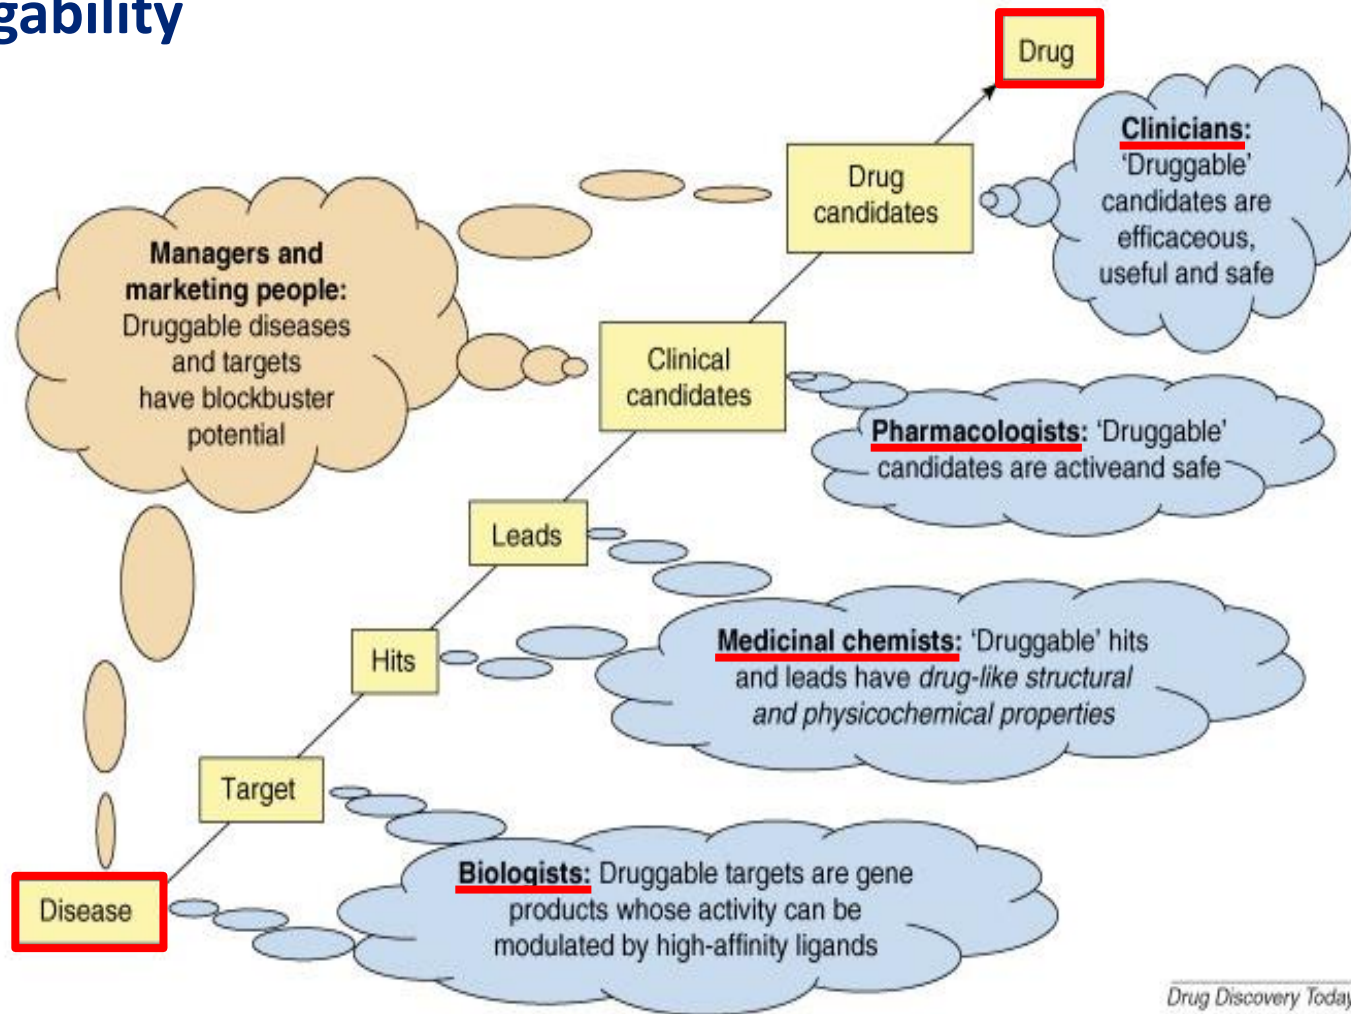 gability
Drug
Clinicians:
'Druggable'
candidates are
efficaceous,
useful and safe
Drug
candidates
Managers and
marketing people:
Druggable diseases
and targets
have blockbuster
potential
Clinical
candidates
Pharmacologists: 'Druggable'
candidates are activeand safe
Leads
Medicinal chemists: 'Druggable' hits
and leads have drug-like structural
and physicochemical properties
Hits
Target
Biologists: Druggable targets are gene
products whose activity can be
modulated by high-affinity ligands
Disease
Drug Discovery Today